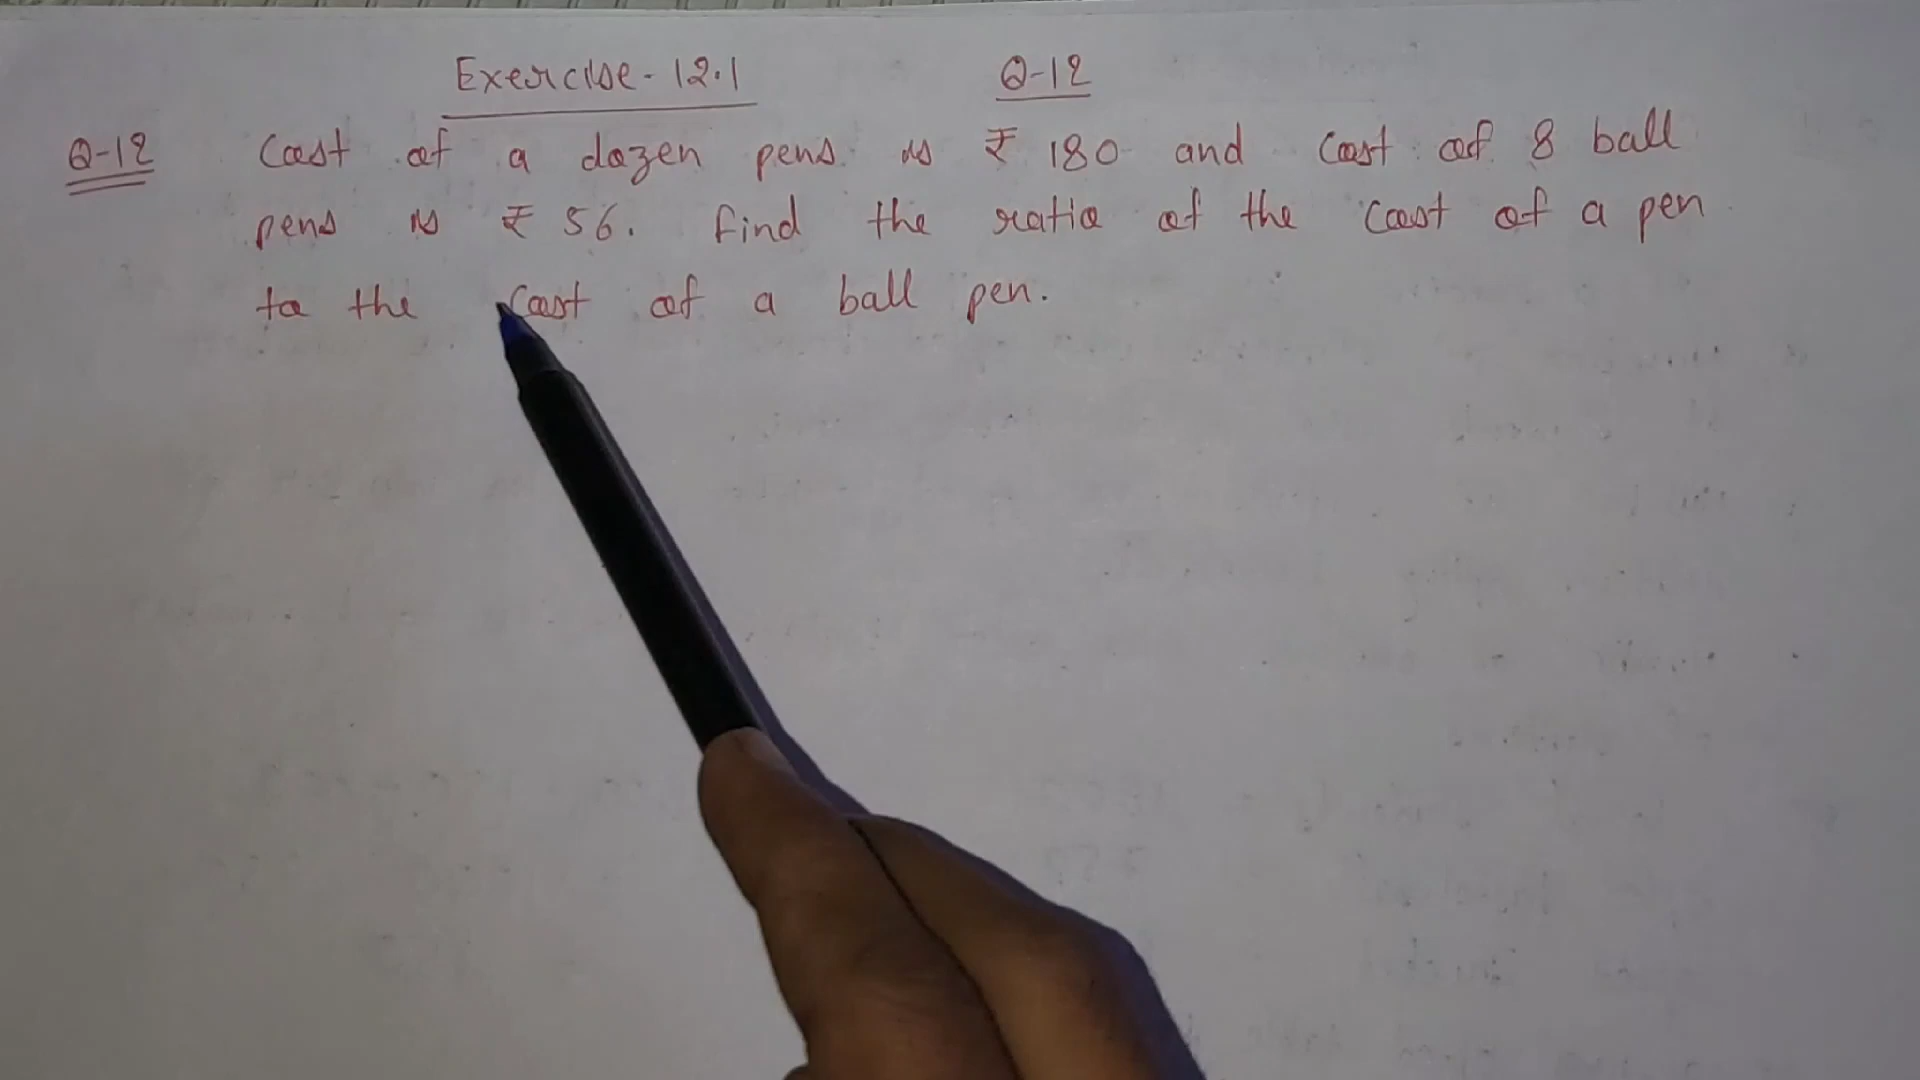 Exercise-12.1 Q-12
Q-12 Cost of a dozen pens is ₹ 180 and cost of 8 ball
pens is ₹ 56. Find the ratio of the cost of a pen
to the cost of a ball pen.